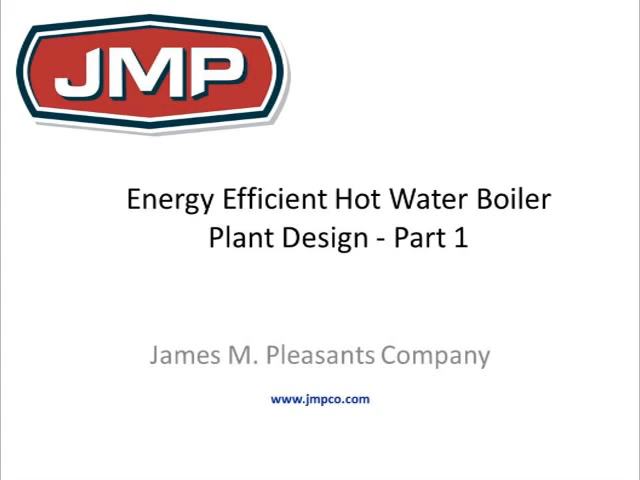 JMP
Energy Efficient Hot Water Boiler
Plant Design - Part 1
James M. Pleasants Company
www.jmpco.com